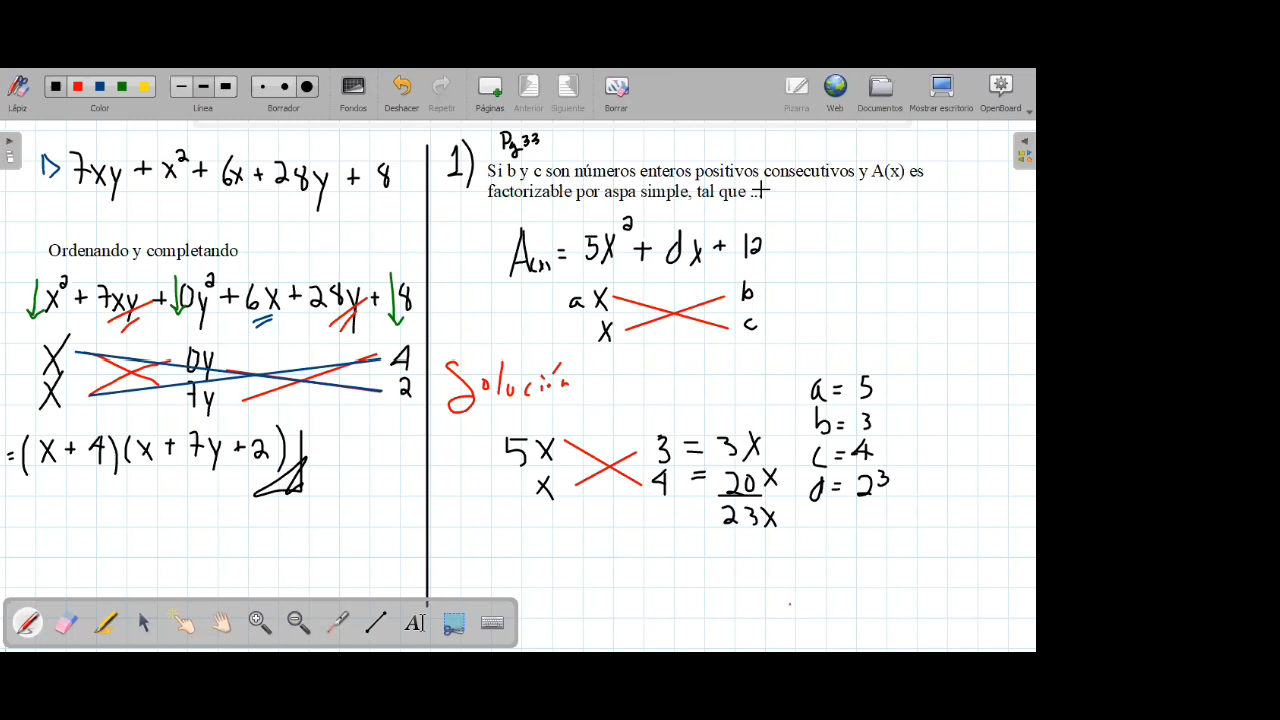 Lápiz
Color
Línea
Borrador
Fondos
Deshacer
Repetir
Páginas
Anterior
Siguiente
Borrar
Pizarra
Web
Documentos
Mostrar escritorio
OpenBoard
7xy + x² + 6x + 28y + 8
Ordenando y completando
x² + 7xy + 0y² + 6x + 28y + 8
x 0y 4
x 7y 2
= (x + 4)(x + 7y + 2)
Pg 33
1)
Si b y c son números enteros positivos consecutivos y A(x) es
factorizable por aspa simple, tal que ...
A(x) = 5x² + dx + 12
a x b
x c
Solución
5x 3 = 3x
x 4 = 20x
23x
a = 5
b = 3
c = 4
d = 23
A